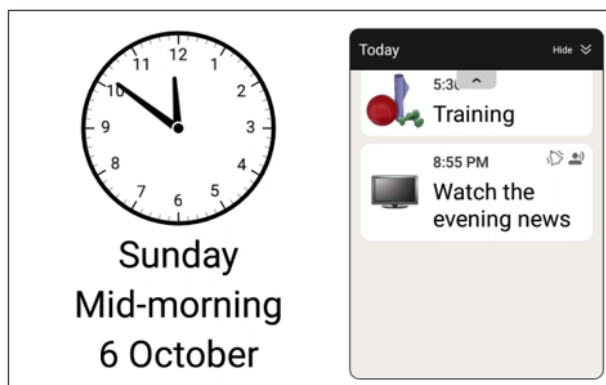 12
1
2
3
4
5
6
7
8
9
10
11
Sunday
Mid-morning
6 October
Today
Hide
Training
8:55 PM
Watch the
evening news